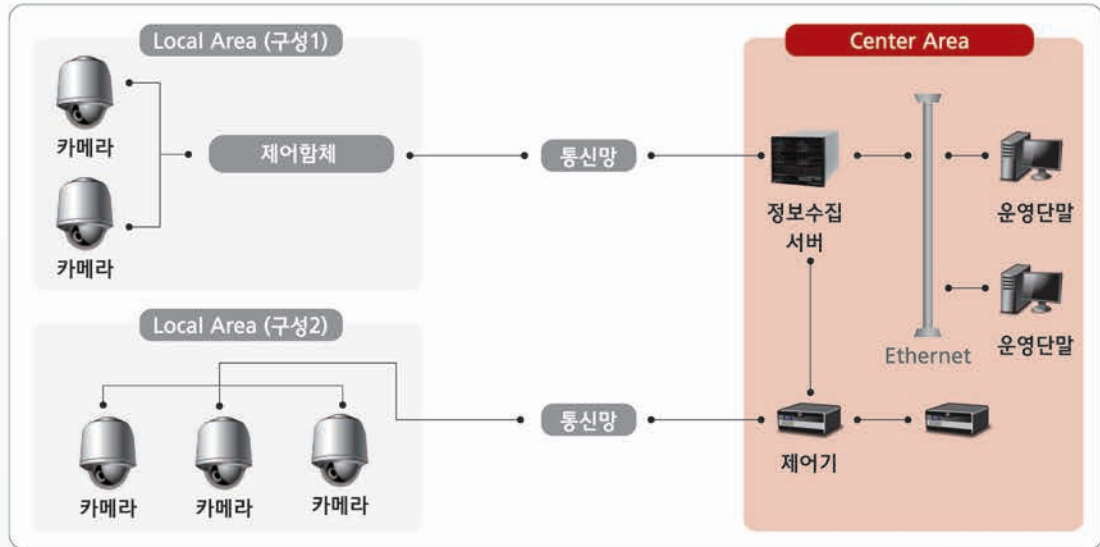 Local Area (구성1)
카메라
카메라
제어함체
통신망
Center Area
정보수집
서버
운영단말
운영단말
Ethernet
제어기
Local Area (구성2)
카메라
카메라
카메라
통신망